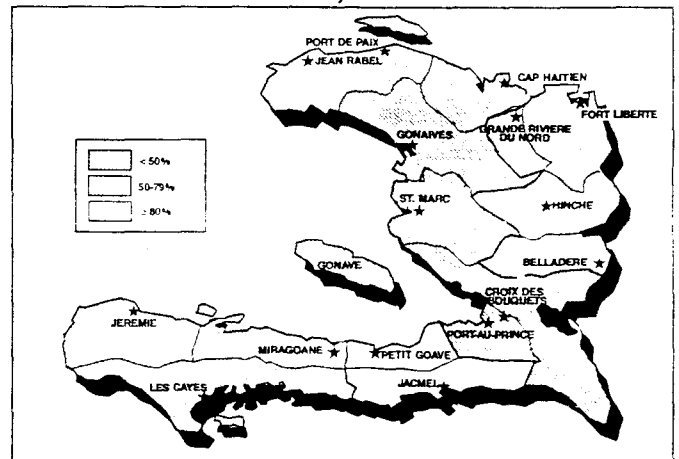 PORT DE PAIX
JEAN RABEL
CAP HAITIEN
FORT LIBERTE
GRANDE RIVIERE
DU NORD
GONAIVES
< 50%
50-79%
≥ 80%
ST. MARC
HINCHE
BELLADERE
GONAVE
CROIX DES
BOUQUETS
PORT-AU-PRINCE
JEREMIE
MIRAGOANE
PETIT GOAVE
LES CAYES
JACMEL